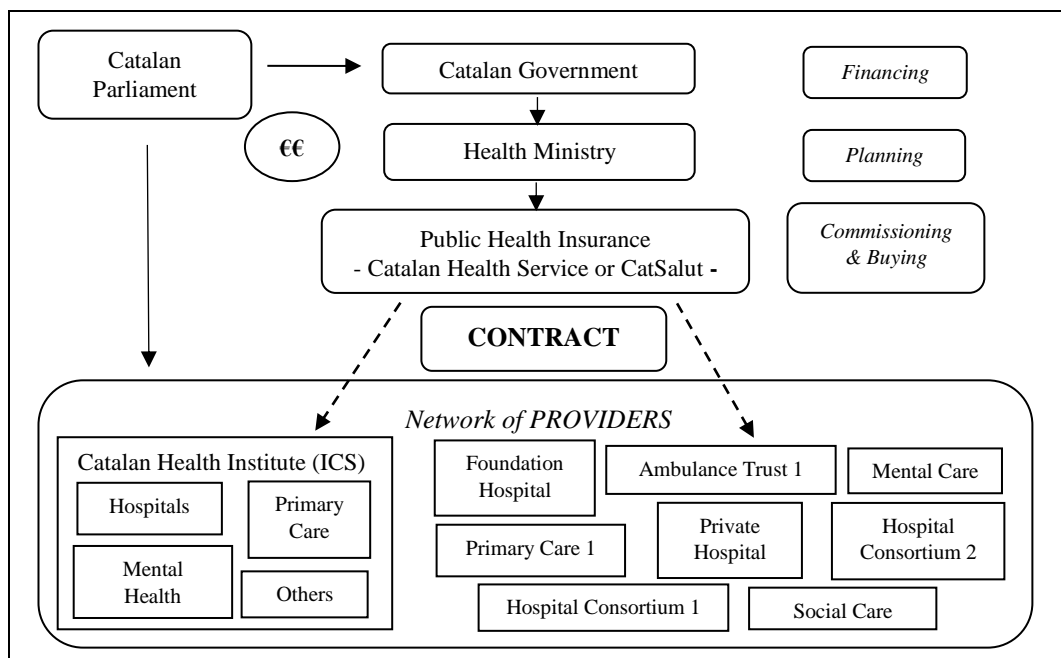 Catalan
Parliament
Catalan Government
Financing
€€
Health Ministry
Planning
Public Health Insurance
- Catalan Health Service or CatSalut -
Commissioning
& Buying
CONTRACT
Network of PROVIDERS
Catalan Health Institute (ICS)
Hospitals
Primary
Care
Mental
Health
Others
Foundation
Hospital
Ambulance Trust 1
Mental Care
Primary Care 1
Private
Hospital
Hospital
Consortium 2
Hospital Consortium 1
Social Care